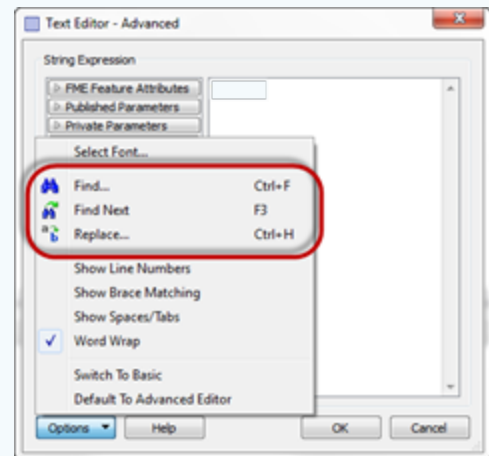 Text Editor - Advanced
String Expression
FME Feature Attributes
Published Parameters
Private Parameters
Select Font...
Find... Ctrl+F
Find Next F3
Replace... Ctrl+H
Show Line Numbers
Show Brace Matching
Show Spaces/Tabs
Word Wrap
Switch To Basic
Default To Advanced Editor
Options Help OK Cancel